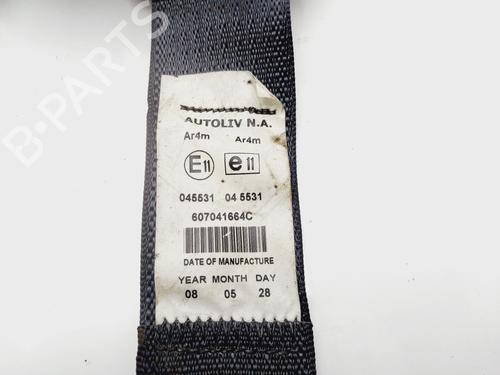 B-PARTS
AUTOLIV N.A.
Ar4m Ar4m
E11 e11
045531 04 5531
607041664C
DATE OF MANUFACTURE
YEAR MONTH DAY
08 05 28